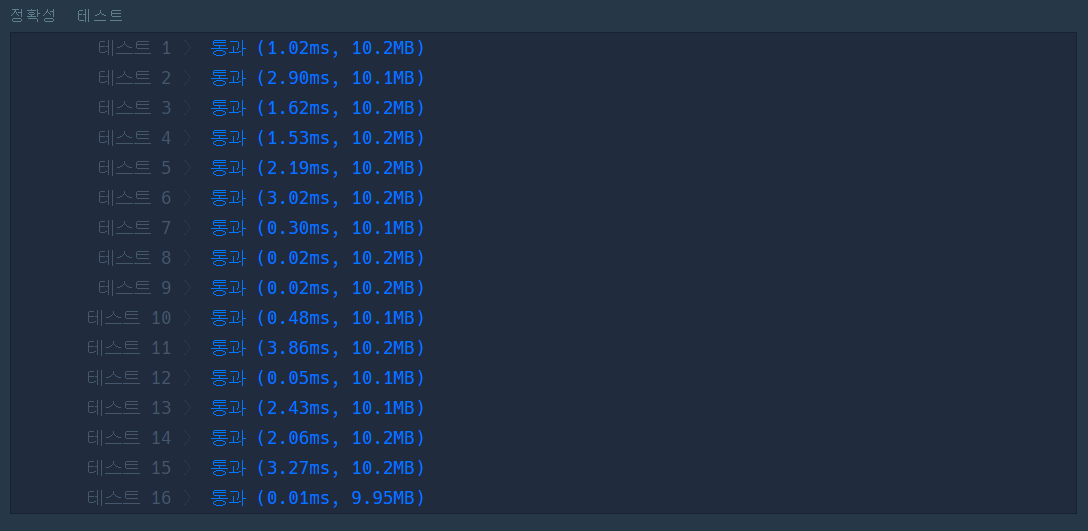 정확성 테스트
테스트 1 〉 통과 (1.02ms, 10.2MB)
테스트 2 〉 통과 (2.90ms, 10.1MB)
테스트 3 〉 통과 (1.62ms, 10.2MB)
테스트 4 〉 통과 (1.53ms, 10.2MB)
테스트 5 〉 통과 (2.19ms, 10.2MB)
테스트 6 〉 통과 (3.02ms, 10.2MB)
테스트 7 〉 통과 (0.30ms, 10.1MB)
테스트 8 〉 통과 (0.02ms, 10.1MB)
테스트 9 〉 통과 (0.02ms, 10.2MB)
테스트 10 〉 통과 (0.48ms, 10.1MB)
테스트 11 〉 통과 (3.86ms, 10.2MB)
테스트 12 〉 통과 (0.05ms, 10.1MB)
테스트 13 〉 통과 (2.43ms, 10.1MB)
테스트 14 〉 통과 (2.06ms, 10.2MB)
테스트 15 〉 통과 (3.27ms, 10.2MB)
테스트 16 〉 통과 (0.01ms, 9.95MB)